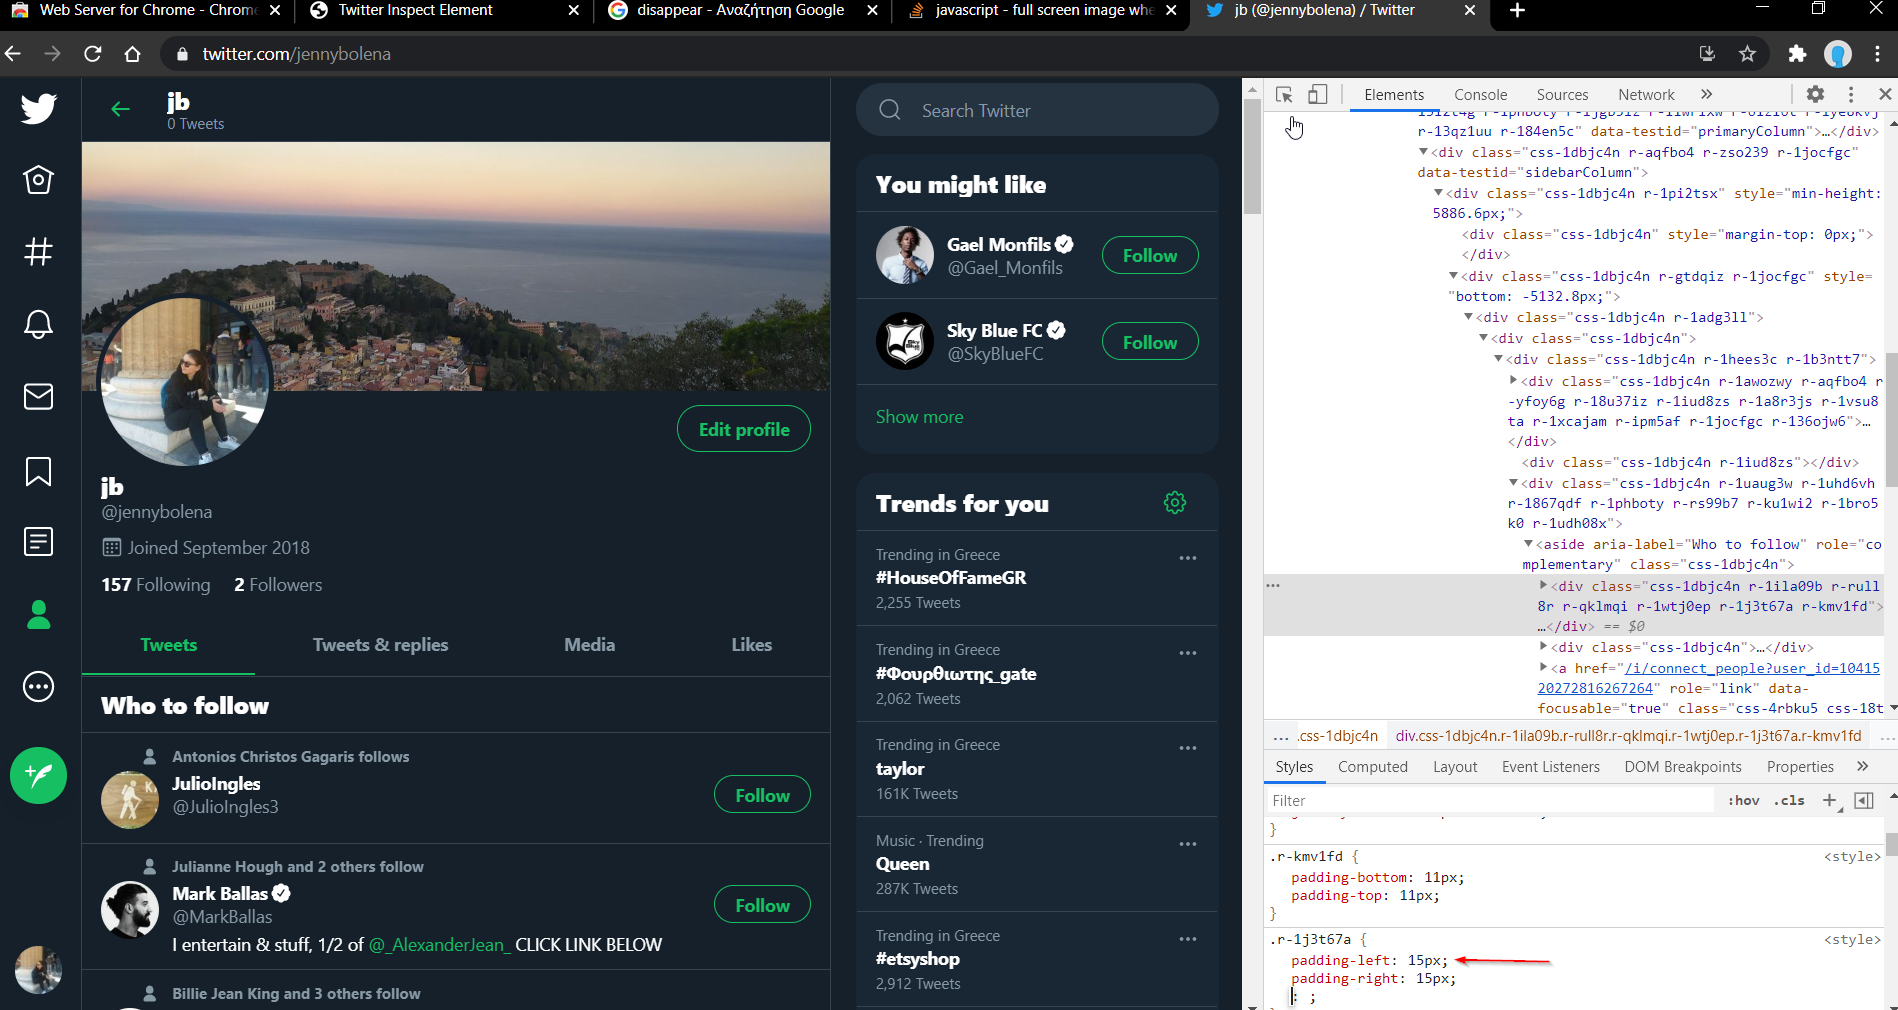 Web Server for Chrome - Chrome
Twitter Inspect Element
disappear - Αναζήτηση Google
javascript - full screen image whe
jb (@jennybolena) / Twitter
twitter.com/jennybolena
jb
0 Tweets
Edit profile
jb
@jennybolena
Joined September 2018
157 Following 2 Followers
Tweets Tweets & replies Media Likes
Who to follow
Antonios Christos Gagaris follows
JulioIngles
@JulioIngles3
Follow
Julianne Hough and 2 others follow
Mark Ballas
@MarkBallas
Follow
I entertain & stuff, 1/2 of @_AlexanderJean_ CLICK LINK BELOW
Billie Jean King and 3 others follow
Search Twitter
You might like
Gael Monfils
@Gael_Monfils
Follow
Sky Blue FC
@SkyBlueFC
Follow
Show more
Trends for you
Trending in Greece
#HouseOfFameGR
2,255 Tweets
Trending in Greece
#Φουρθιωτης_gate
2,062 Tweets
Trending in Greece
taylor
161K Tweets
Music · Trending
Queen
287K Tweets
Trending in Greece
#etsyshop
2,912 Tweets
Elements Console Sources Network »
r-13qz1uu r-184en5c" data-testid="primaryColumn">…</div>
<div class="css-1dbjc4n r-aqfbo4 r-zso239 r-1jocfgc"
data-testid="sidebarColumn">
<div class="css-1dbjc4n r-1pi2tsx" style="min-height:
5886.6px;">
<div class="css-1dbjc4n" style="margin-top: 0px;">
</div>
<div class="css-1dbjc4n r-gtdqiz r-1jocfgc" style=
"bottom: -5132.8px;">
<div class="css-1dbjc4n r-1adg3ll">
<div class="css-1dbjc4n">
<div class="css-1dbjc4n r-1hees3c r-1b3ntt7">
<div class="css-1dbjc4n r-1awozwy r-aqfbo4 r
-yfoy6g r-18u37iz r-1iud8zs r-1a8r3js r-1vsu8
ta r-1xcajam r-ipm5af r-1jocfgc r-136ojw6">…
</div>
<div class="css-1dbjc4n r-1iud8zs"></div>
<div class="css-1dbjc4n r-1uaug3w r-1uhd6vh
r-1867qdf r-1phboty r-rs99b7 r-ku1wi2 r-1bro5
k0 r-1udh08x">
<aside aria-label="Who to follow" role="co
mplementary" class="css-1dbjc4n">
<div class="css-1dbjc4n r-1ila09b r-rull
8r r-qklmqi r-1wtj0ep r-1j3t67a r-kmv1fd">
…</div> == $0
<div class="css-1dbjc4n">…</div>
<a href="/i/connect_people?user_id=10415
20272816267264" role="link" data-
focusable="true" class="css-4rbku5 css-18t
... .css-1dbjc4n div.css-1dbjc4n.r-1ila09b.r-rull8r.r-qklmqi.r-1wtj0ep.r-1j3t67a.r-kmv1fd ...
Styles Computed Layout Event Listeners DOM Breakpoints Properties »
Filter :hov .cls +
}
.r-kmv1fd { <style>
padding-bottom: 11px;
padding-top: 11px;
}
.r-1j3t67a { <style>
padding-left: 15px;
padding-right: 15px;
: ;